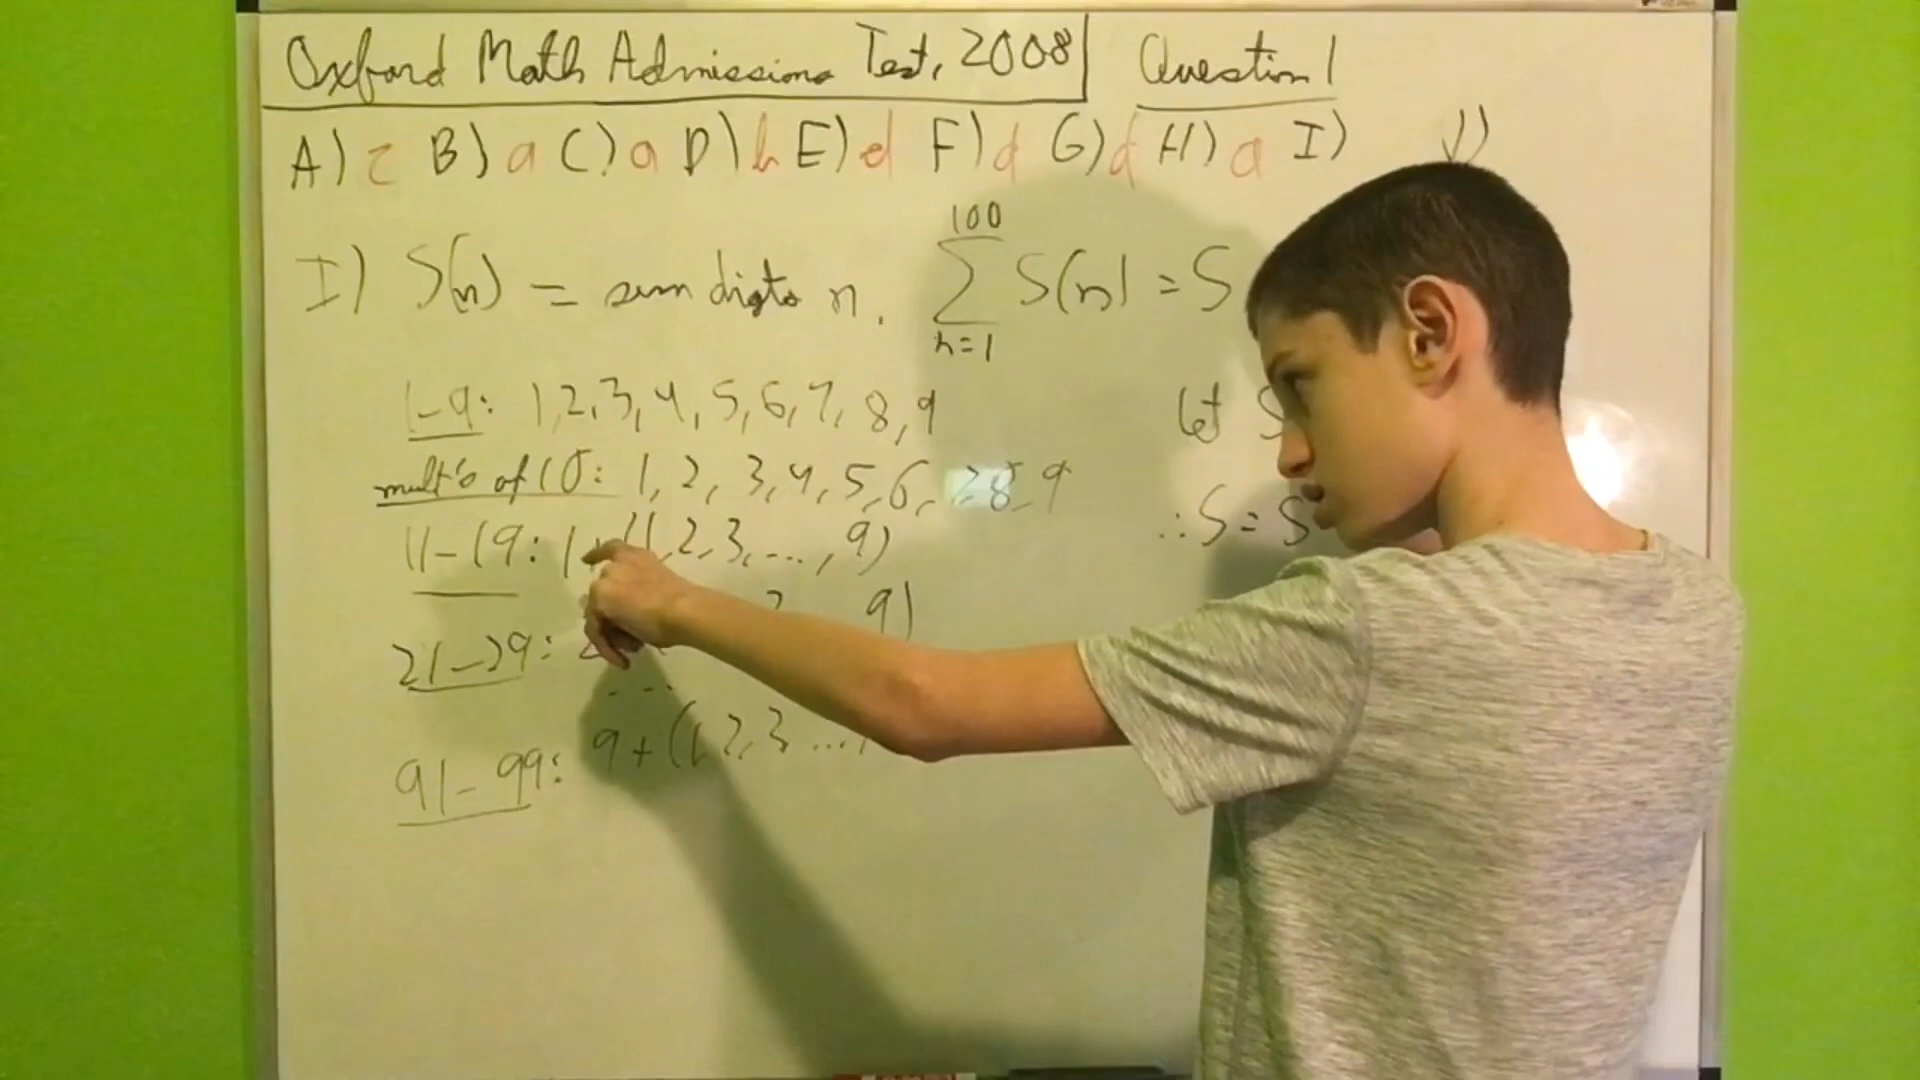 Oxford Math Admissions Test, 2008 Question 1
A) c B) a C) a D) b E) d F) d G) d H) a I) J)
I) S(n) = sum digits n. 100 ∑ n=1 S(n) = S
1-9: 1,2,3,4,5,6,7,8,9 let S
mult's of 10: 1, 2, 3,4,5,6, 7,8,9
∴ S = S
11-19: 1+(1,2,3,...,9)
21-29: 2 9)
...
91-99: 9+(1,2,3...,